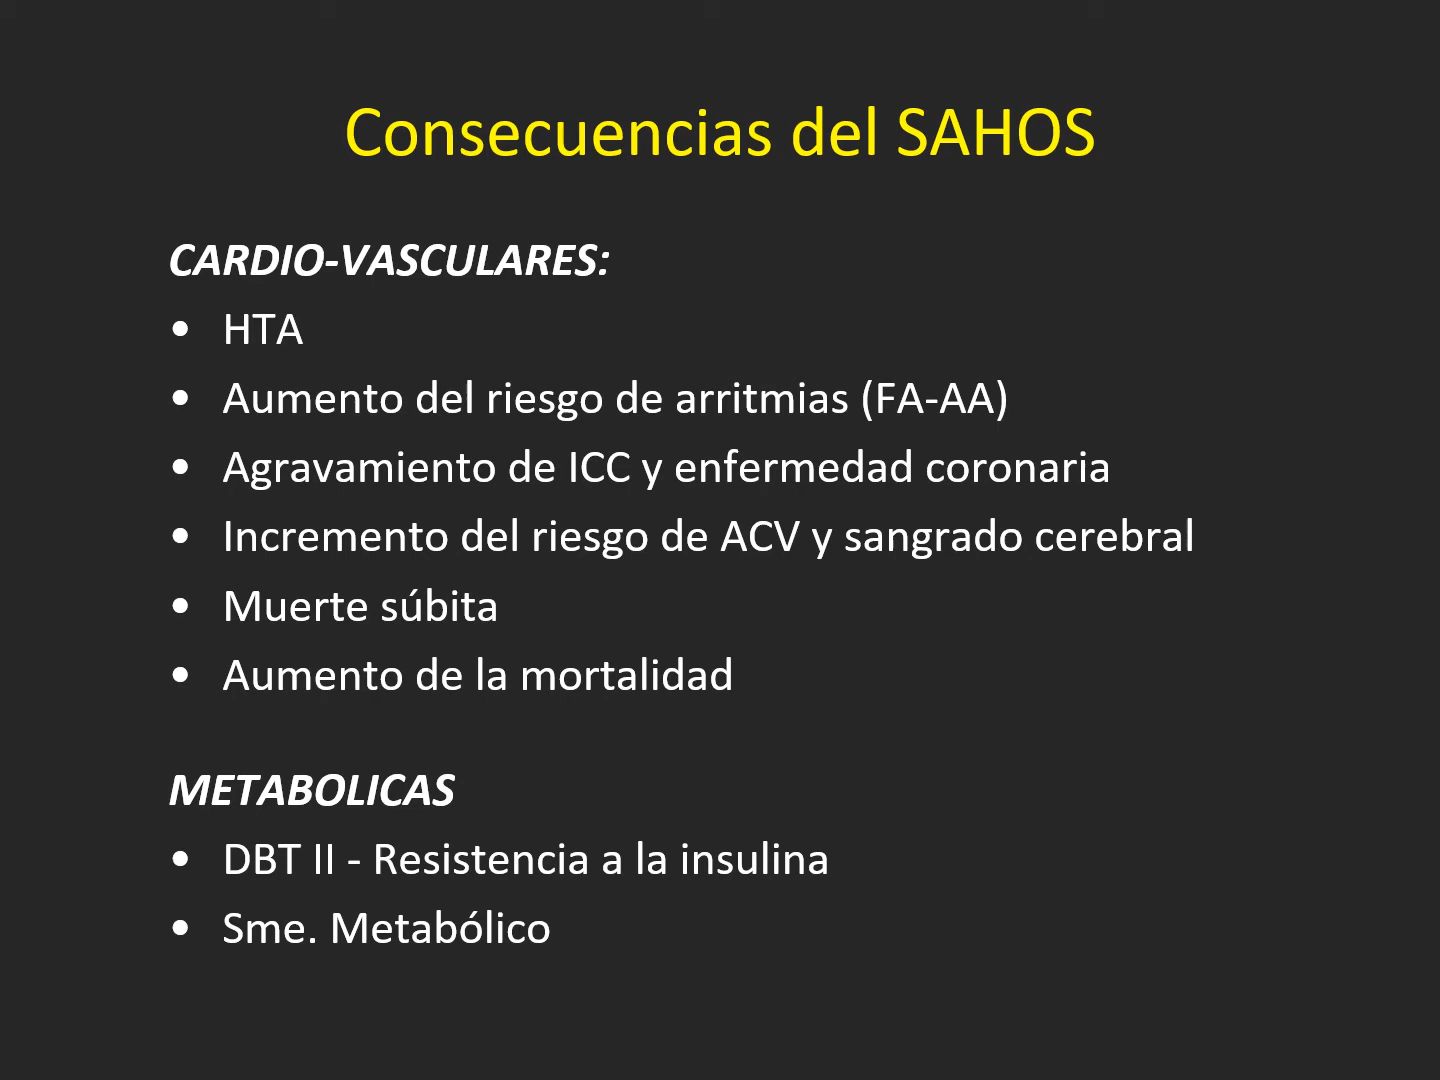 Consecuencias del SAHOS
CARDIO-VASCULARES:
• HTA
• Aumento del riesgo de arritmias (FA-AA)
• Agravamiento de ICC y enfermedad coronaria
• Incremento del riesgo de ACV y sangrado cerebral
• Muerte súbita
• Aumento de la mortalidad
METABOLICAS
• DBT II - Resistencia a la insulina
• Sme. Metabólico